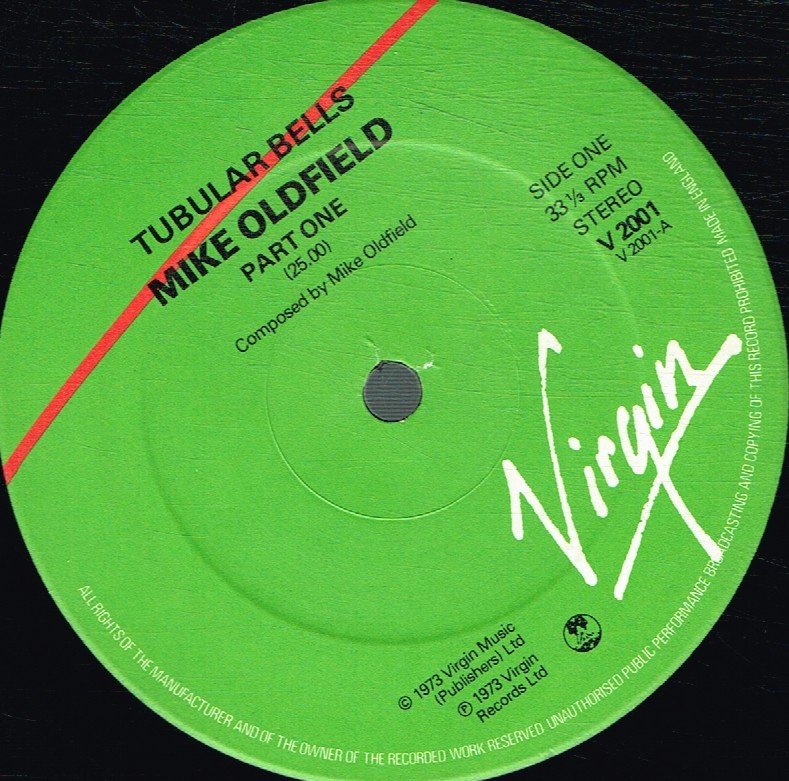 TUBULAR BELLS
MIKE OLDFIELD
PART ONE
(25.00)
Composed by Mike Oldfield
SIDE ONE
33⅓ RPM
STEREO
V 2001
V 2001-A
Virgin
© 1973 Virgin Music
(Publishers) Ltd
℗ 1973 Virgin
Records Ltd
ALL RIGHTS OF THE MANUFACTURER AND OF THE OWNER OF THE RECORDED WORK RESERVED UNAUTHORISED PUBLIC PERFORMANCE BROADCASTING AND COPYING OF THIS RECORD PROHIBITED MADE IN ENGLAND